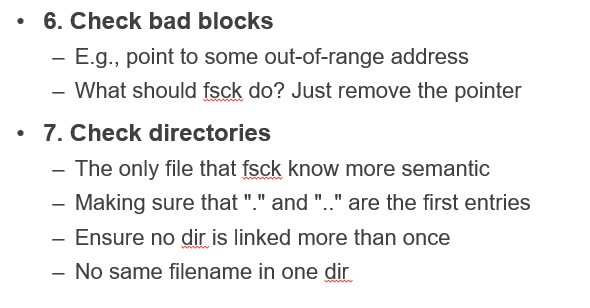 • 6. Check bad blocks
– E.g., point to some out-of-range address
– What should fsck do? Just remove the pointer
• 7. Check directories
– The only file that fsck know more semantic
– Making sure that "." and ".." are the first entries
– Ensure no dir is linked more than once
– No same filename in one dir